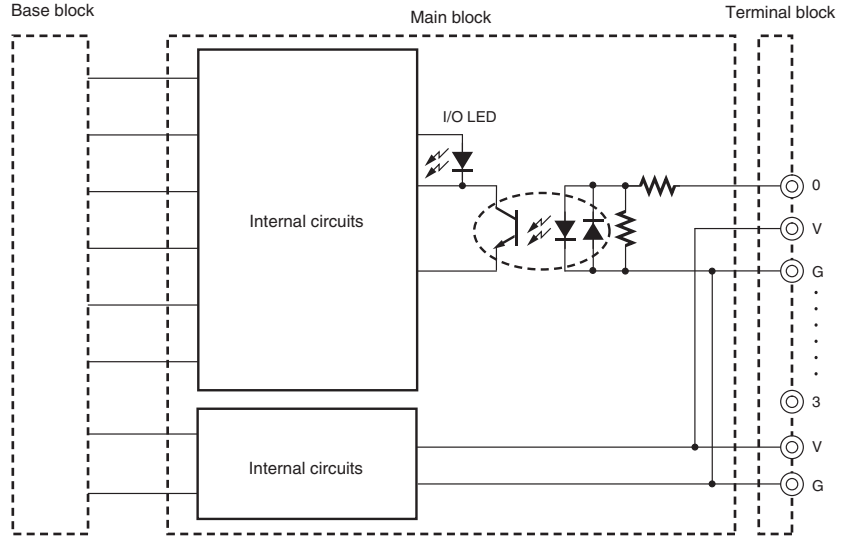 Base block
Main block
Terminal block
I/O LED
Internal circuits
0
V
G
3
Internal circuits
V
G